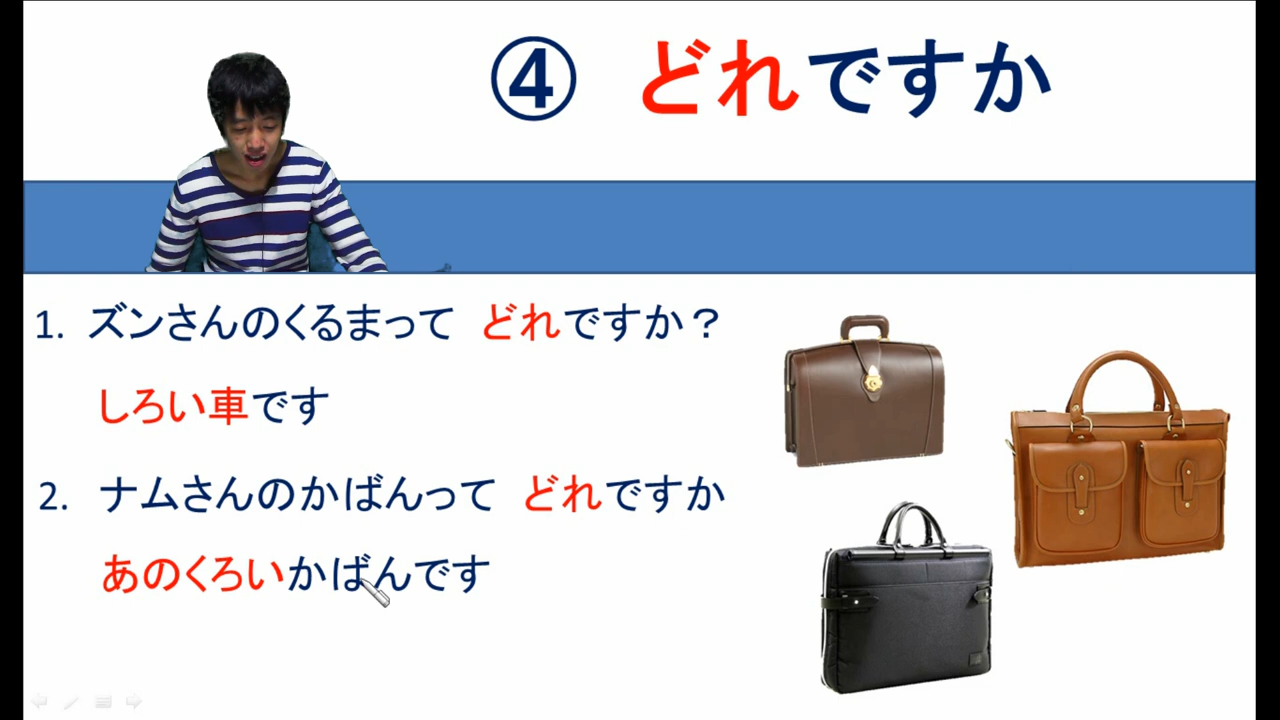 ④ どれですか
1. ズンさんのくるまって どれですか？
しろい車です
2. ナムさんのかばんって どれですか
あのくろいかばんです